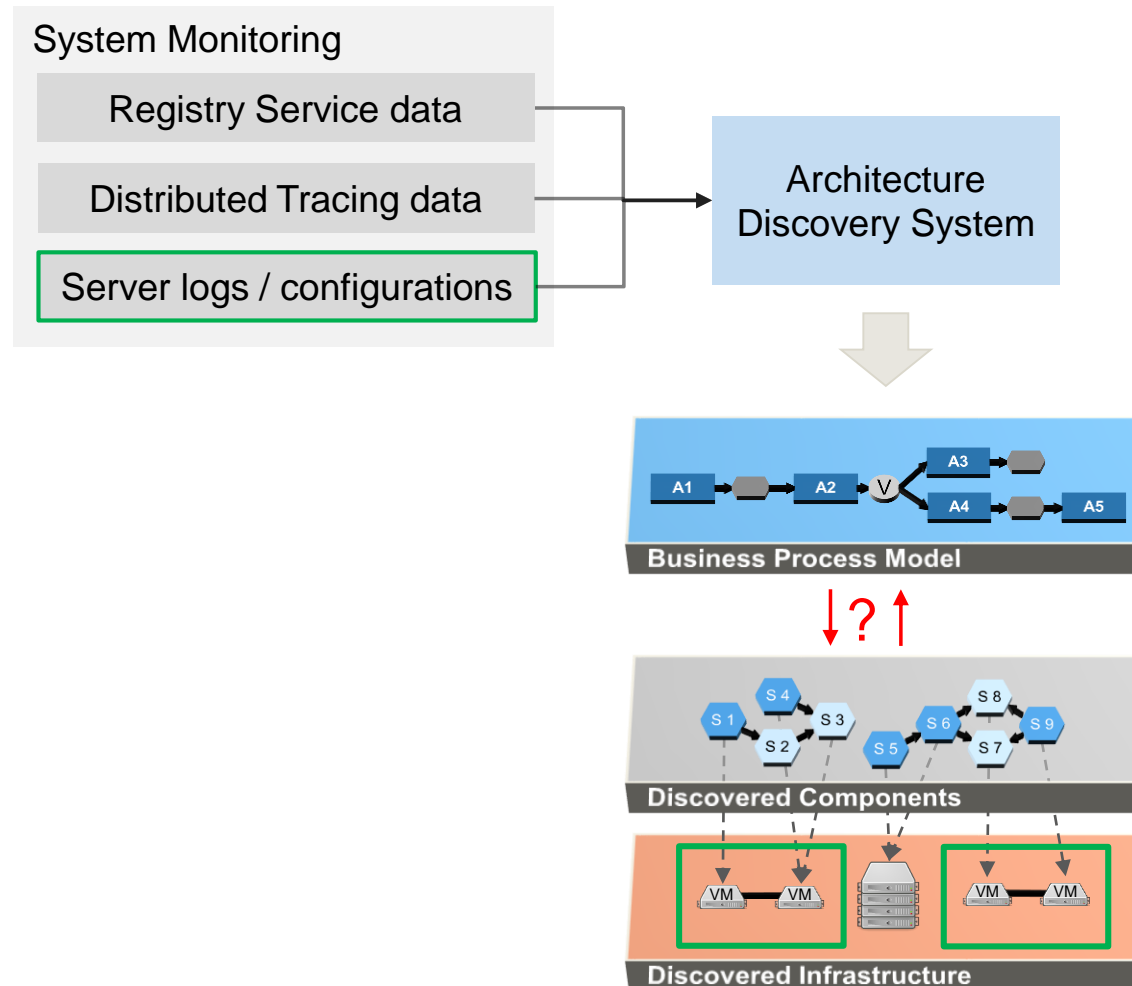 System Monitoring
Registry Service data
Distributed Tracing data
Server logs / configurations
Architecture
Discovery System
A1
A2
V
A3
A4
A5
Business Process Model
?
S 1
S 4
S 2
S 3
S 5
S 6
S 8
S 7
S 9
Discovered Components
VM
VM
VM
VM
Discovered Infrastructure